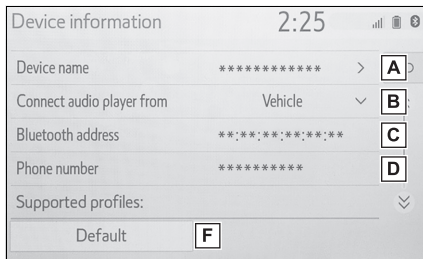 Device information 2:25
Device name ************ > A
Connect audio player from Vehicle B
Bluetooth address **:**:**:**:**:** C
Phone number ********** D
Supported profiles:
Default F